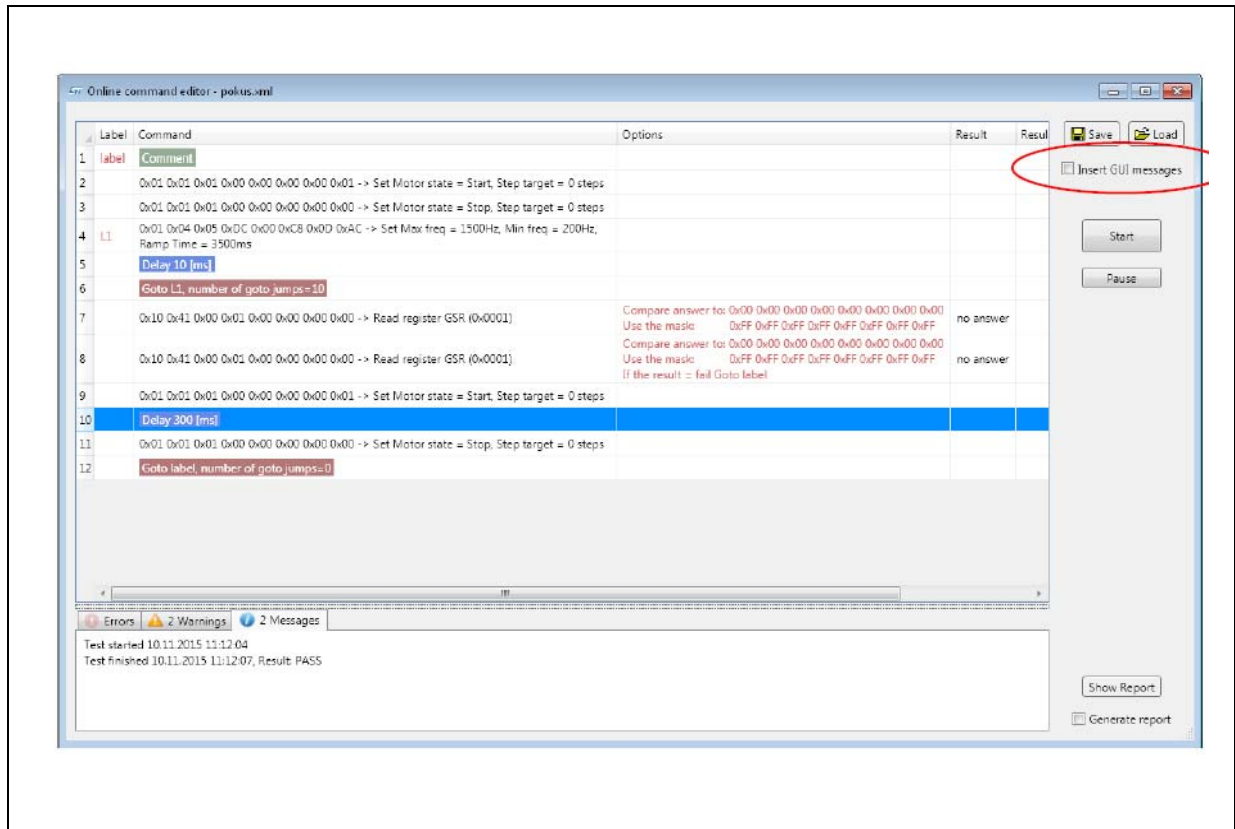 Online command editor - pokus.xml
Label Command Options Result Resul
Save Load
Insert GUI messages
1 label Comment
2 0x01 0x01 0x01 0x00 0x00 0x00 0x00 0x01 -> Set Motor state = Start, Step target = 0 steps
3 0x01 0x01 0x01 0x00 0x00 0x00 0x00 0x00 -> Set Motor state = Stop, Step target = 0 steps
4 L1 0x01 0x04 0x05 0xDC 0x00 0xC8 0x0D 0xAC -> Set Max freq = 1500Hz, Min freq = 200Hz,
Ramp Time = 3500ms
Start
5 Delay 10 [ms]
6 Goto L1, number of goto jumps=10
Pause
7 0x10 0x41 0x00 0x01 0x00 0x00 0x00 0x00 -> Read register GSR (0x0001)
Compare answer to: 0x00 0x00 0x00 0x00 0x00 0x00 0x00 0x00
Use the mask: 0xFF 0xFF 0xFF 0xFF 0xFF 0xFF 0xFF 0xFF
no answer
8 0x10 0x41 0x00 0x01 0x00 0x00 0x00 0x00 -> Read register GSR (0x0001)
Compare answer to: 0x00 0x00 0x00 0x00 0x00 0x00 0x00 0x00
Use the mask: 0xFF 0xFF 0xFF 0xFF 0xFF 0xFF 0xFF 0xFF
If the result = fail Goto label
no answer
9 0x01 0x01 0x01 0x00 0x00 0x00 0x00 0x01 -> Set Motor state = Start, Step target = 0 steps
10 Delay 300 [ms]
11 0x01 0x01 0x01 0x00 0x00 0x00 0x00 0x00 -> Set Motor state = Stop, Step target = 0 steps
12 Goto label, number of goto jumps=0
Errors 2 Warnings 2 Messages
Test started 10.11.2015 11:12:04
Test finished 10.11.2015 11:12:07, Result: PASS
Show Report
Generate report